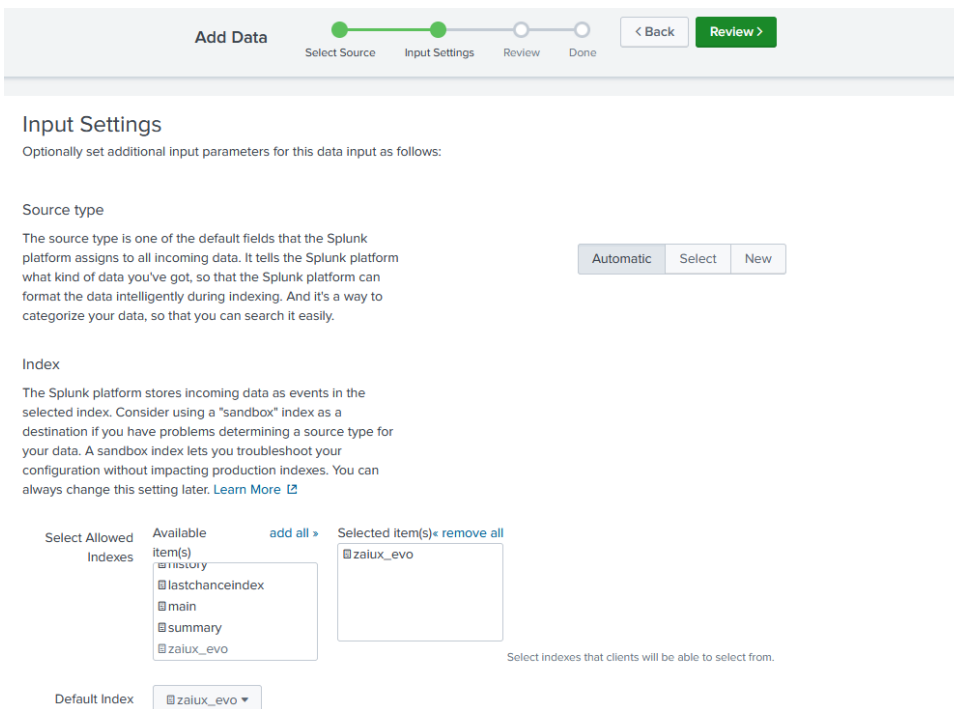 Add Data
Select Source
Input Settings
Review
Done
< Back
Review >
Input Settings
Optionally set additional input parameters for this data input as follows:
Source type
The source type is one of the default fields that the Splunk
platform assigns to all incoming data. It tells the Splunk platform
what kind of data you've got, so that the Splunk platform can
format the data intelligently during indexing. And it's a way to
categorize your data, so that you can search it easily.
Automatic
Select
New
Index
The Splunk platform stores incoming data as events in the
selected index. Consider using a "sandbox" index as a
destination if you have problems determining a source type for
your data. A sandbox index lets you troubleshoot your
configuration without impacting production indexes. You can
always change this setting later. Learn More
Select Allowed
Indexes
Available
item(s)
add all »
history
lastchanceindex
main
summary
zaiux_evo
Selected item(s)« remove all
zaiux_evo
Select indexes that clients will be able to select from.
Default Index
zaiux_evo